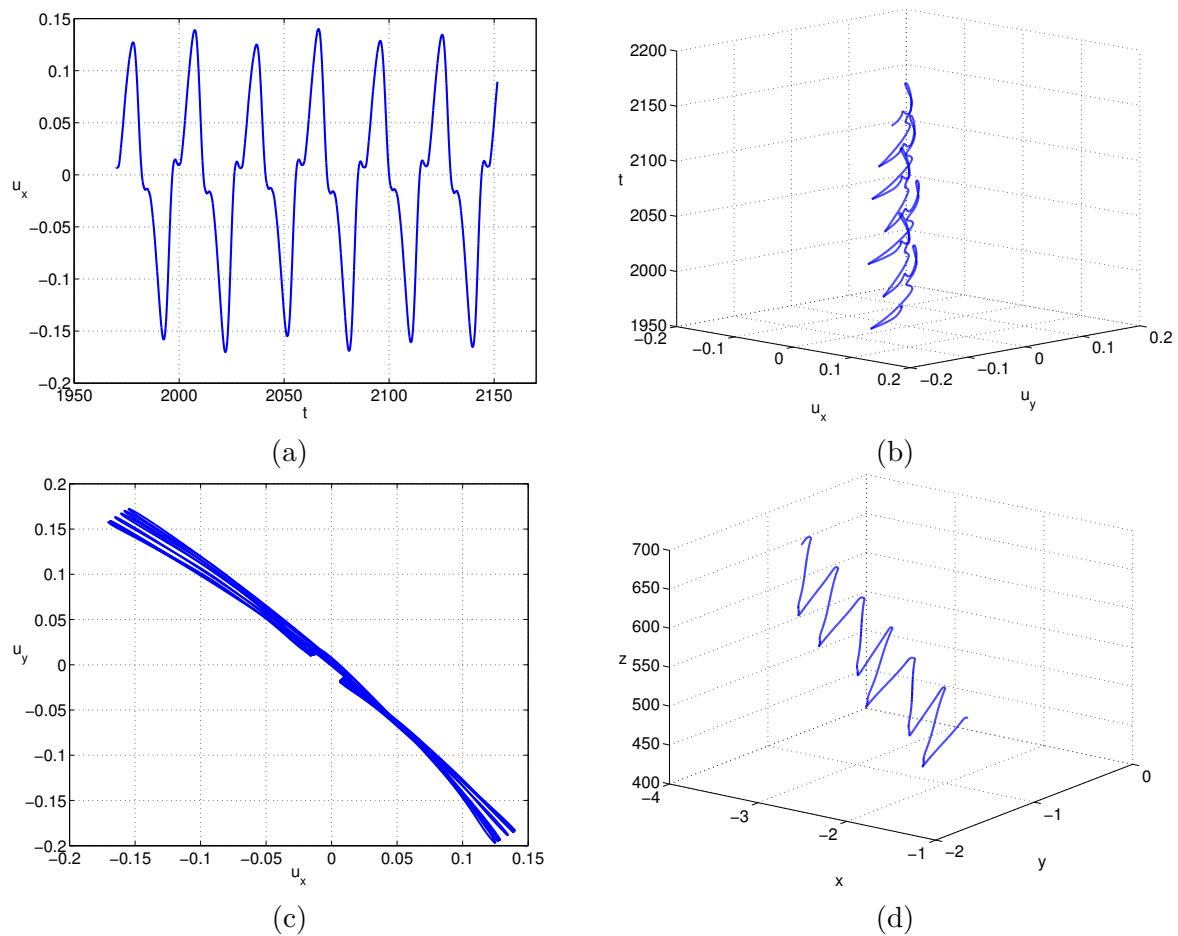 0.15
0.1
0.05
0
−0.05
−0.1
−0.15
−0.2
u_x
1950 2000 2050 2100 2150
t
(a)
2200
2150
2100
2050
2000
1950
t
−0.2 −0.1 0 0.1 0.2
u_x
−0.2 −0.1 0 0.1 0.2
u_y
(b)
0.2
0.15
0.1
0.05
0
−0.05
−0.1
−0.15
−0.2
u_y
−0.2 −0.15 −0.1 −0.05 0 0.05 0.1 0.15
u_x
(c)
700
650
600
550
500
450
400
z
−4 −3 −2 −1
x
−2 −1 0
y
(d)